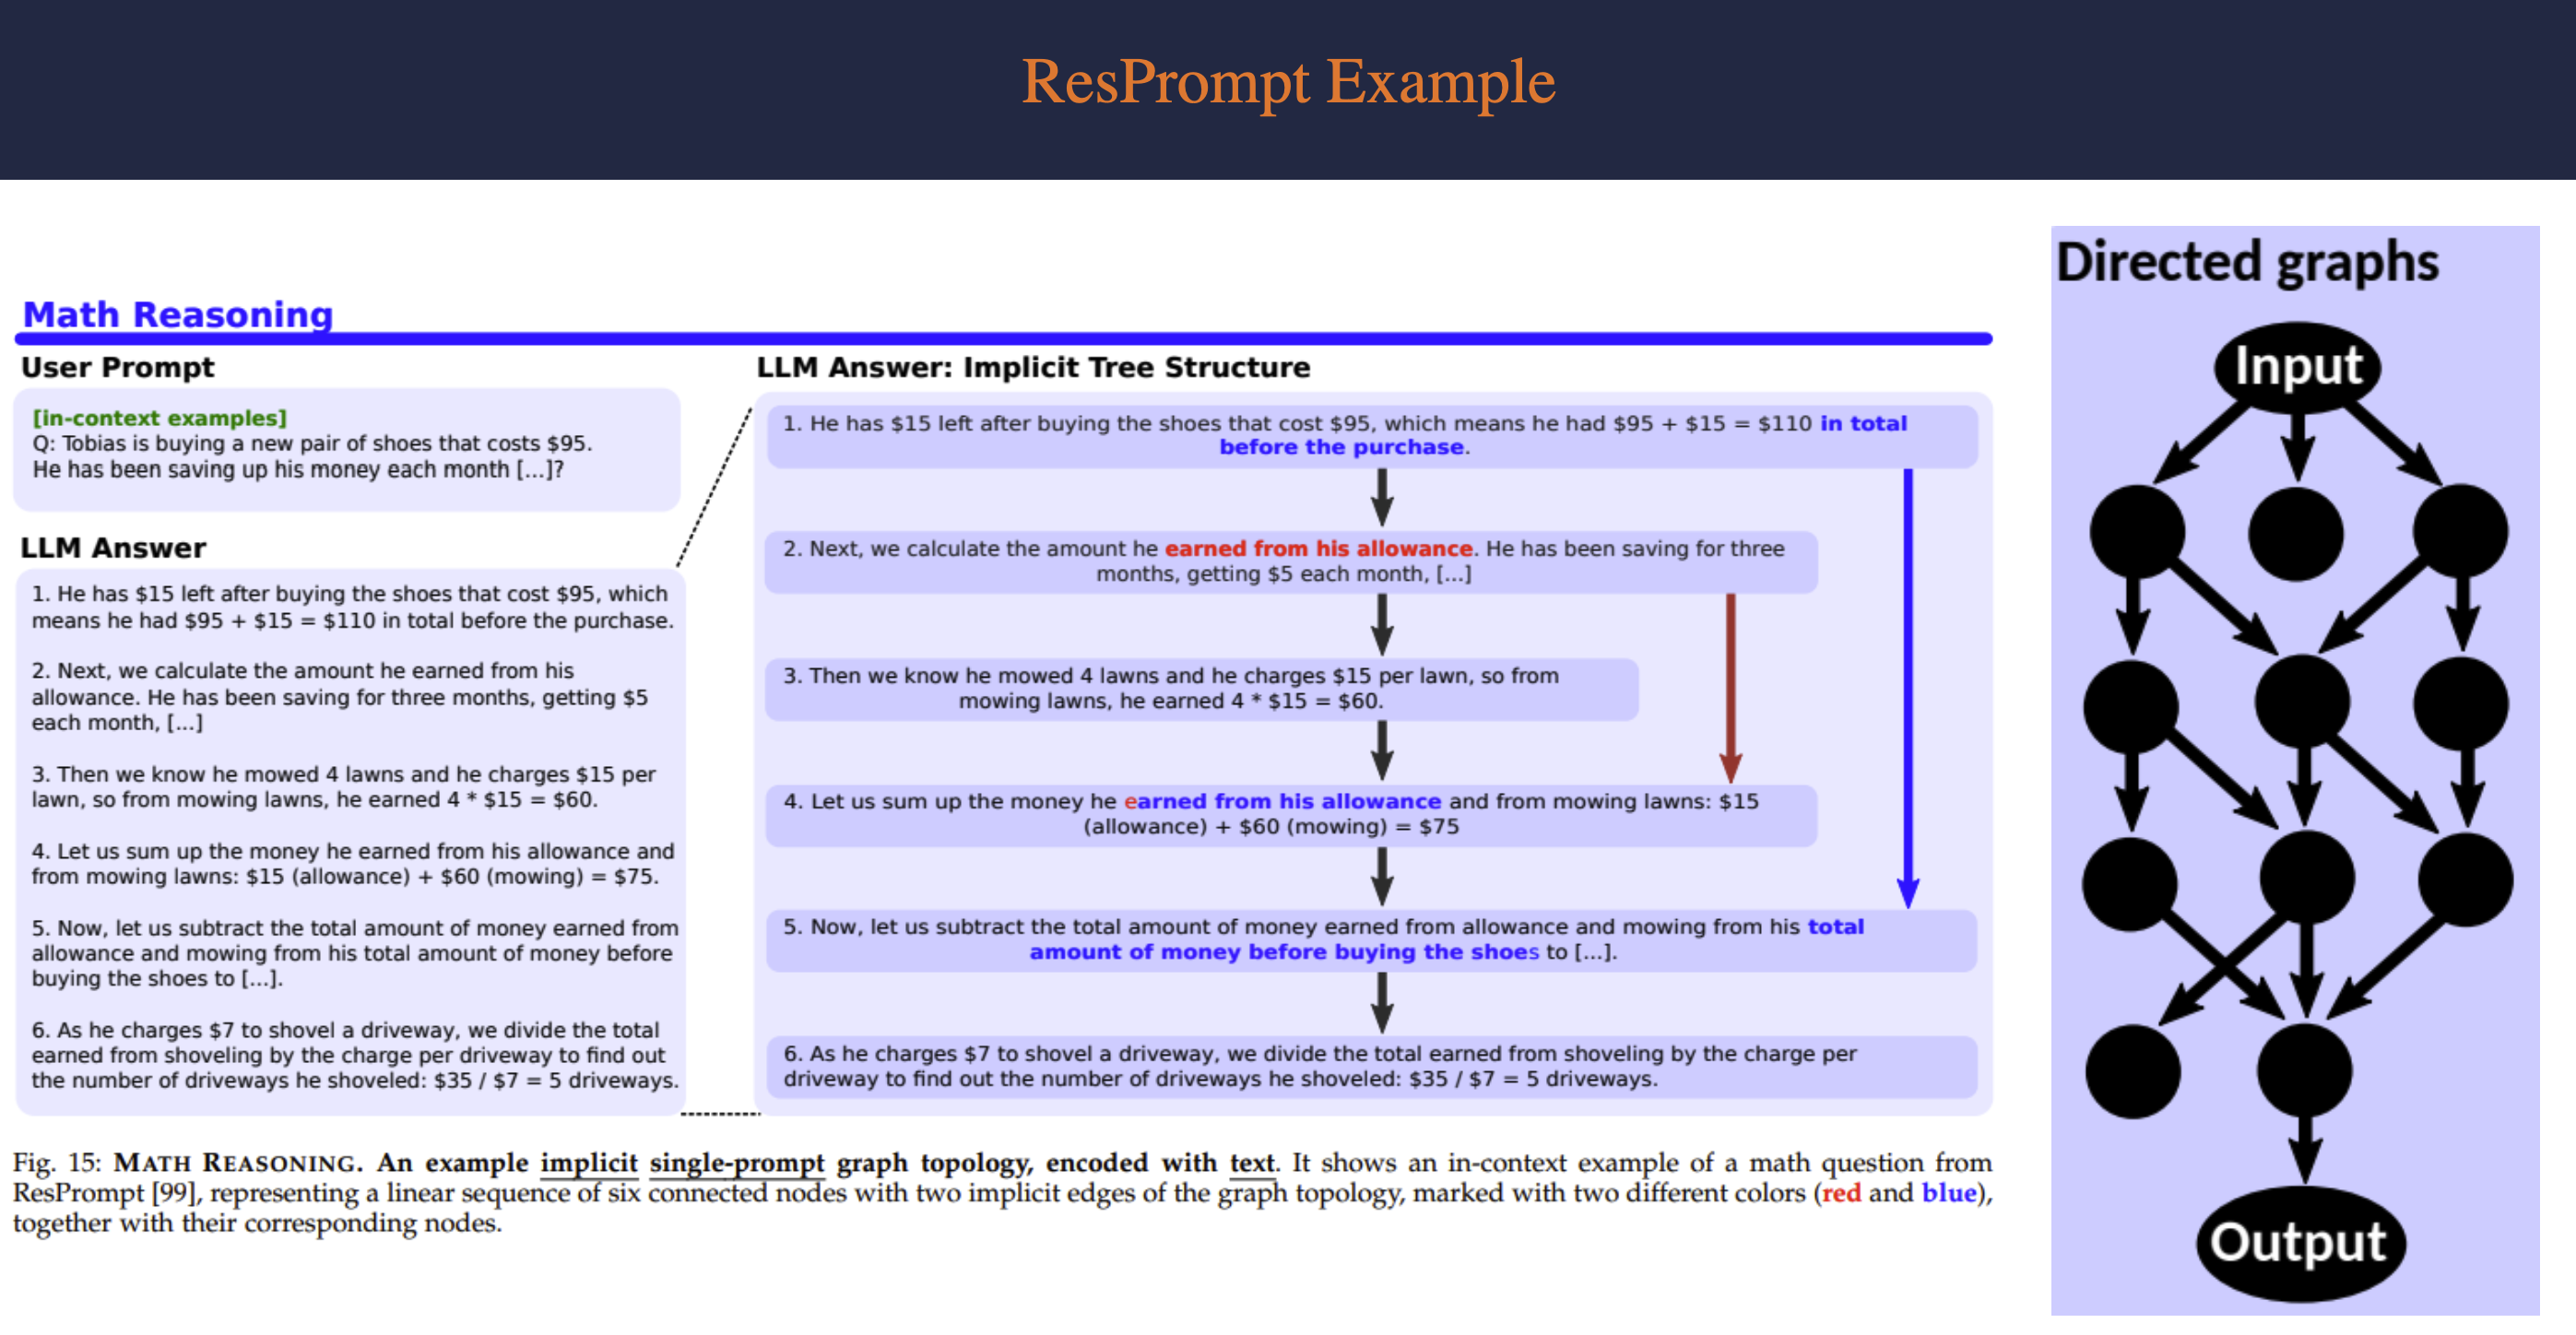 ResPrompt Example
Math Reasoning
User Prompt
[in-context examples]
Q: Tobias is buying a new pair of shoes that costs $95.
He has been saving up his money each month [...]?
LLM Answer
1. He has $15 left after buying the shoes that cost $95, which
means he had $95 + $15 = $110 in total before the purchase.
2. Next, we calculate the amount he earned from his
allowance. He has been saving for three months, getting $5
each month, [...]
3. Then we know he mowed 4 lawns and he charges $15 per
lawn, so from mowing lawns, he earned 4 * $15 = $60.
4. Let us sum up the money he earned from his allowance and
from mowing lawns: $15 (allowance) + $60 (mowing) = $75.
5. Now, let us subtract the total amount of money earned from
allowance and mowing from his total amount of money before
buying the shoes to [...].
6. As he charges $7 to shovel a driveway, we divide the total
earned from shoveling by the charge per driveway to find out
the number of driveways he shoveled: $35 / $7 = 5 driveways.
LLM Answer: Implicit Tree Structure
1. He has $15 left after buying the shoes that cost $95, which means he had $95 + $15 = $110 in total
before the purchase.
2. Next, we calculate the amount he earned from his allowance. He has been saving for three
months, getting $5 each month, [...]
3. Then we know he mowed 4 lawns and he charges $15 per lawn, so from
mowing lawns, he earned 4 * $15 = $60.
4. Let us sum up the money he earned from his allowance and from mowing lawns: $15
(allowance) + $60 (mowing) = $75
5. Now, let us subtract the total amount of money earned from allowance and mowing from his total
amount of money before buying the shoes to [...].
6. As he charges $7 to shovel a driveway, we divide the total earned from shoveling by the charge per
driveway to find out the number of driveways he shoveled: $35 / $7 = 5 driveways.
Fig. 15: MATH REASONING. An example implicit single-prompt graph topology, encoded with text. It shows an in-context example of a math question from
ResPrompt [99], representing a linear sequence of six connected nodes with two implicit edges of the graph topology, marked with two different colors (red and blue),
together with their corresponding nodes.
Directed graphs
Input
Output